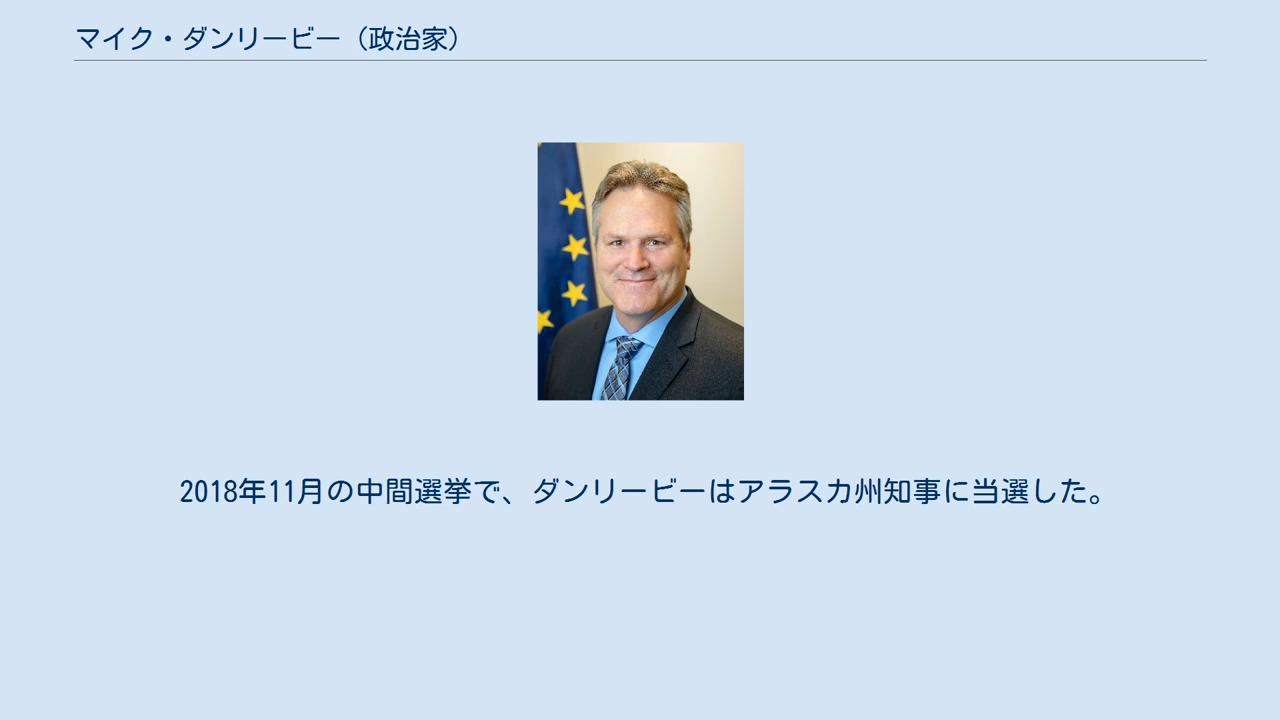 マイク・ダンリービー（政治家）
2018年11月の中間選挙で、ダンリービーはアラスカ州知事に当選した。